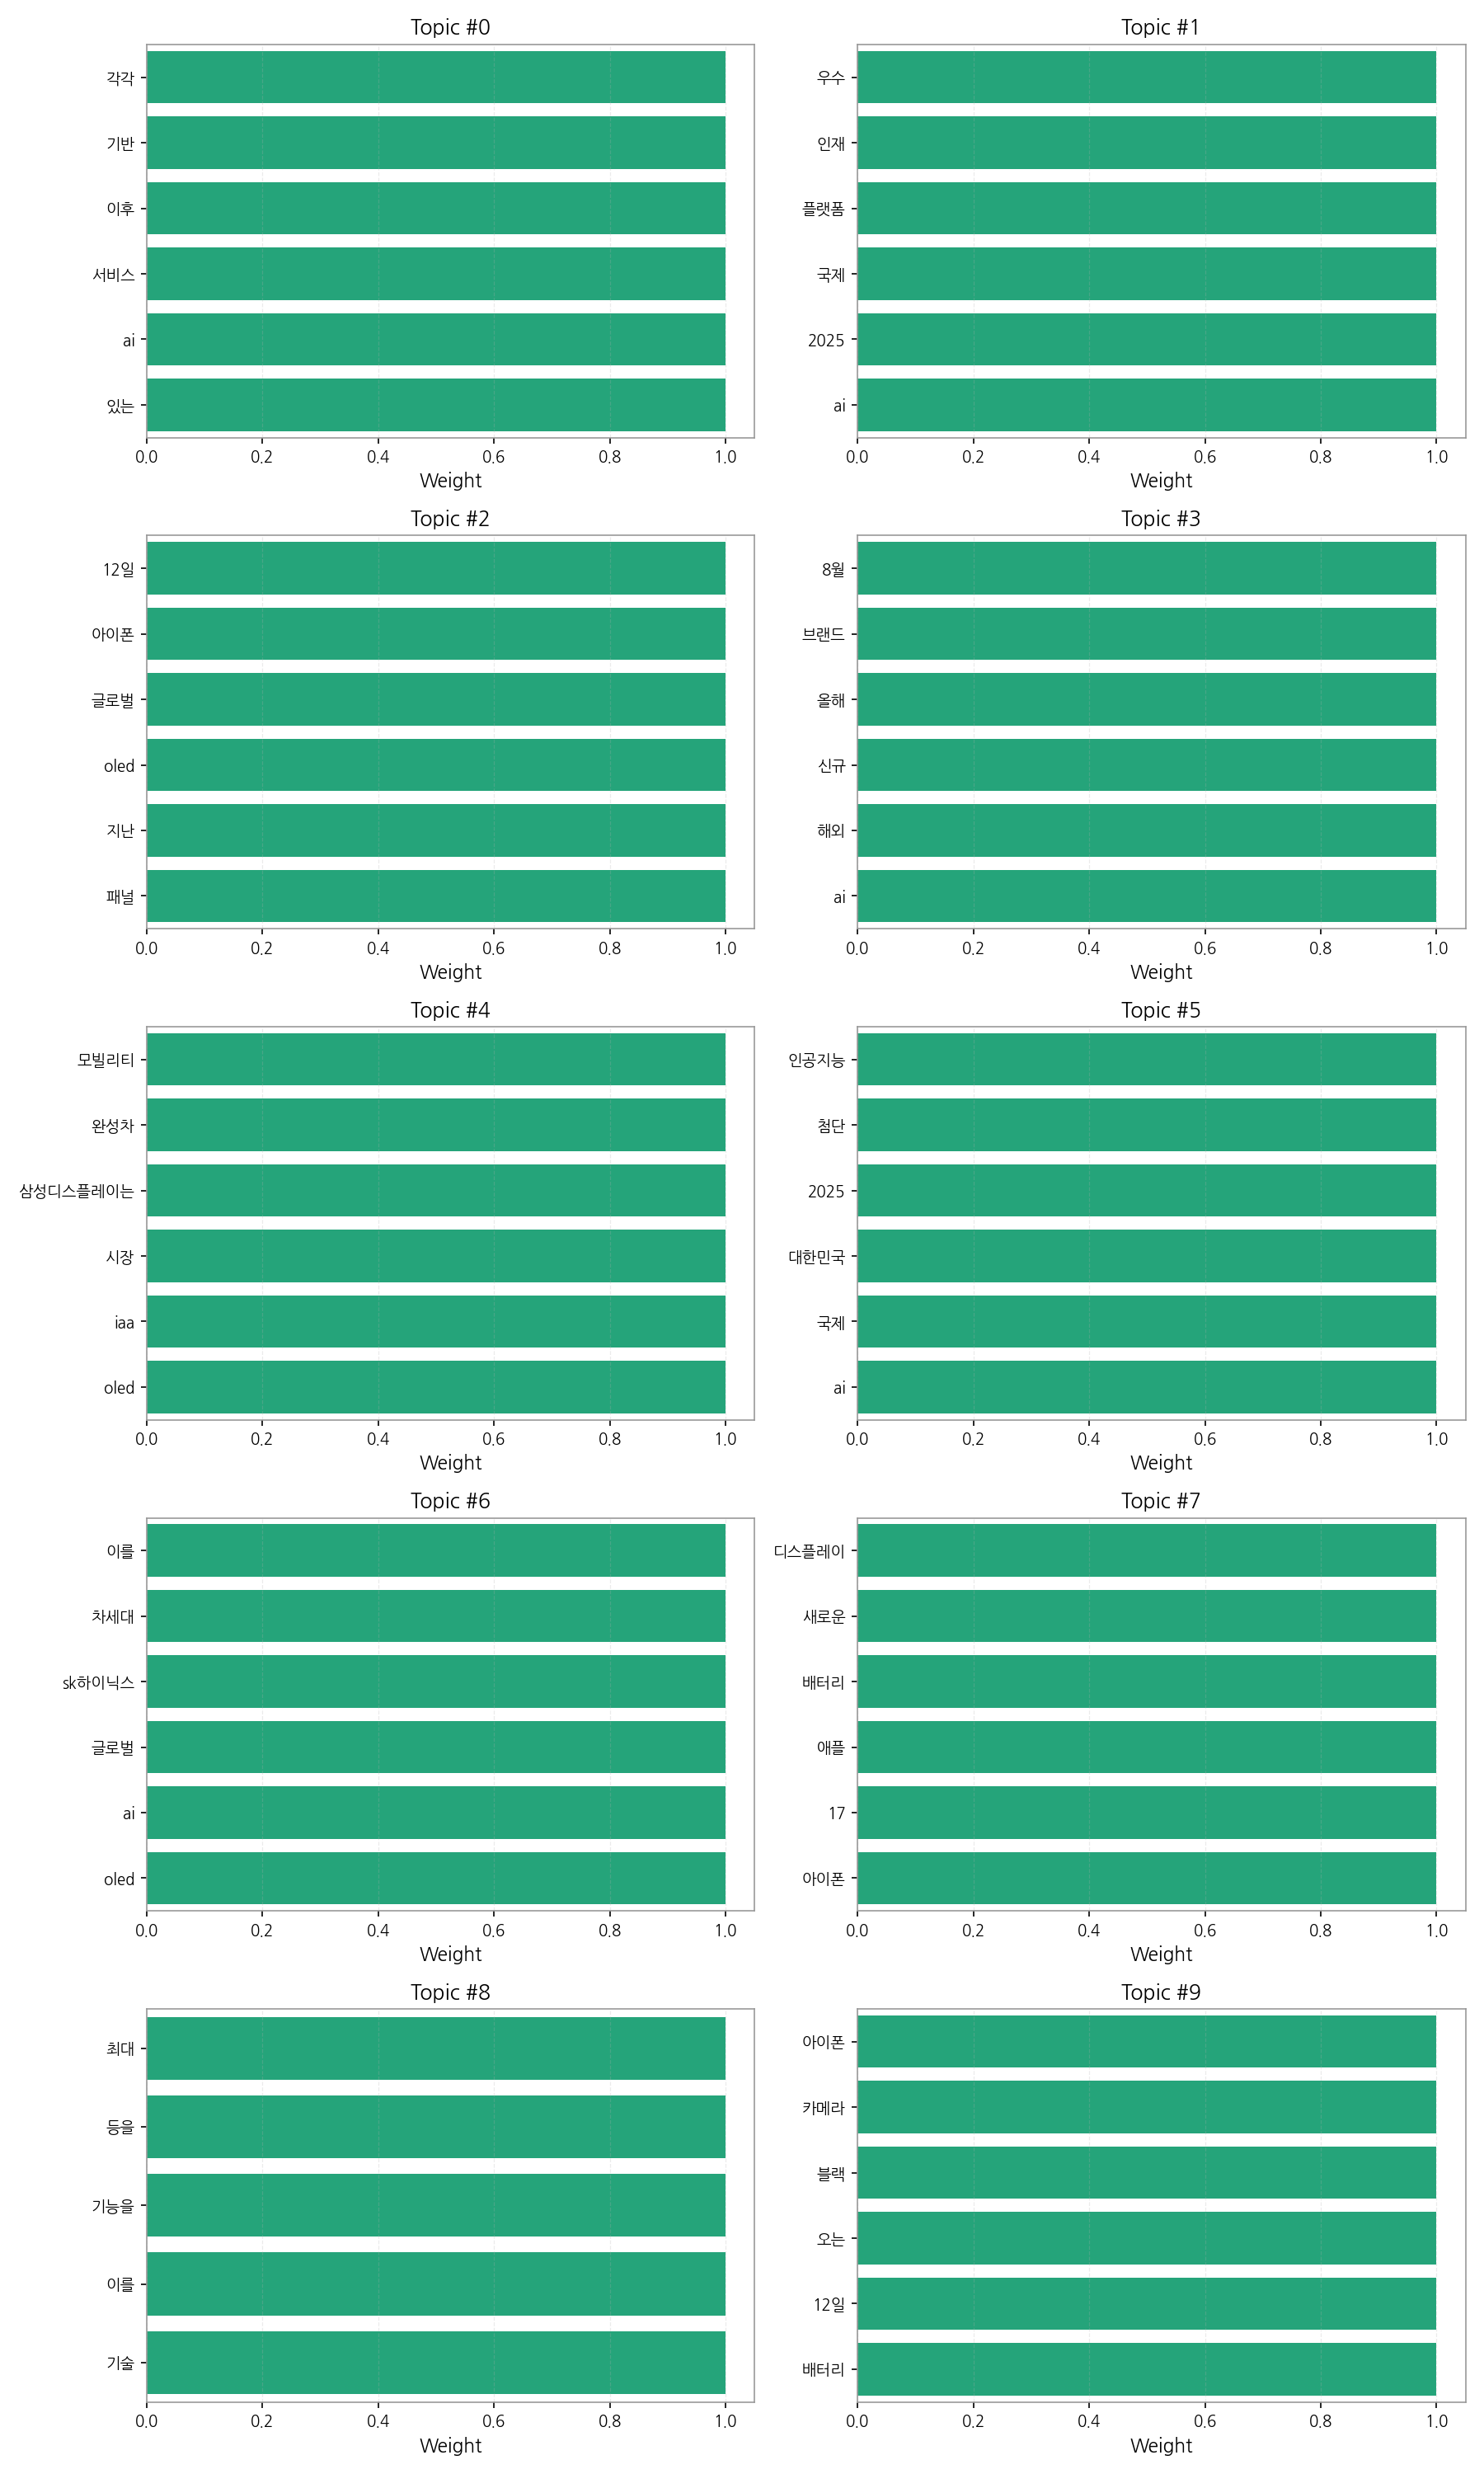 Topic #0
각각
기반
이후
서비스
ai
있는
0.0 0.2 0.4 0.6 0.8 1.0
Weight
Topic #1
우수
인재
플랫폼
국제
2025
ai
0.0 0.2 0.4 0.6 0.8 1.0
Weight
Topic #2
12일
아이폰
글로벌
oled
지난
패널
0.0 0.2 0.4 0.6 0.8 1.0
Weight
Topic #3
8월
브랜드
올해
신규
해외
ai
0.0 0.2 0.4 0.6 0.8 1.0
Weight
Topic #4
모빌리티
완성차
삼성디스플레이는
시장
iaa
oled
0.0 0.2 0.4 0.6 0.8 1.0
Weight
Topic #5
인공지능
첨단
2025
대한민국
국제
ai
0.0 0.2 0.4 0.6 0.8 1.0
Weight
Topic #6
이를
차세대
sk하이닉스
글로벌
ai
oled
0.0 0.2 0.4 0.6 0.8 1.0
Weight
Topic #7
디스플레이
새로운
배터리
애플
17
아이폰
0.0 0.2 0.4 0.6 0.8 1.0
Weight
Topic #8
최대
등을
기능을
이를
기술
0.0 0.2 0.4 0.6 0.8 1.0
Weight
Topic #9
아이폰
카메라
블랙
오는
12일
배터리
0.0 0.2 0.4 0.6 0.8 1.0
Weight